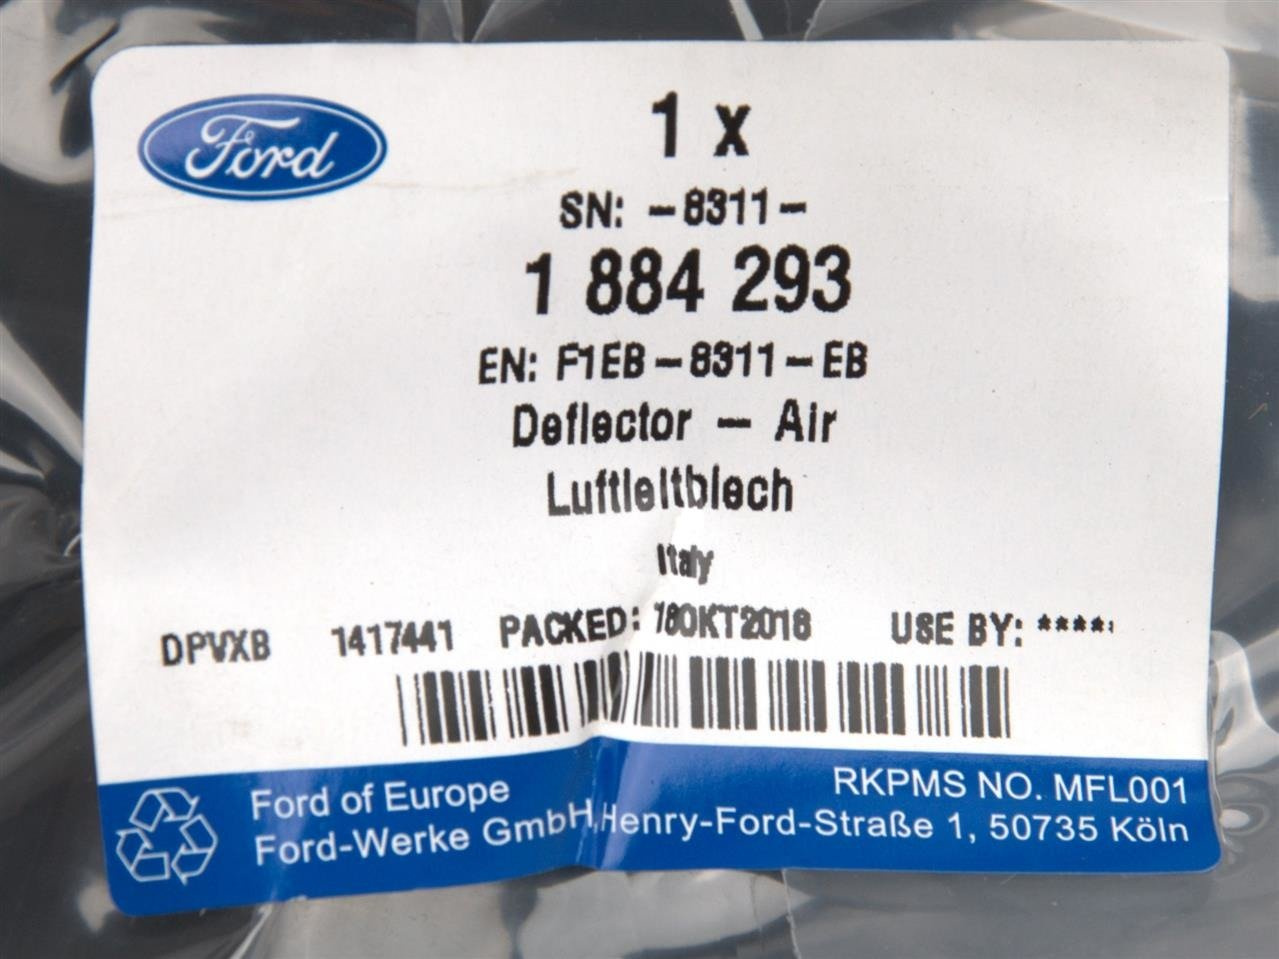 Ford
1 x
SN: -8311-
1 884 293
EN: F1EB-8311-EB
Deflector - Air
Luftleitblech
Italy
DPVXB 1417441 PACKED: USE BY: ****
RKPMS NO. MFL001
Ford of Europe
Ford-Werke GmbH, Henry-Ford-Straße 1, 50735 Köln